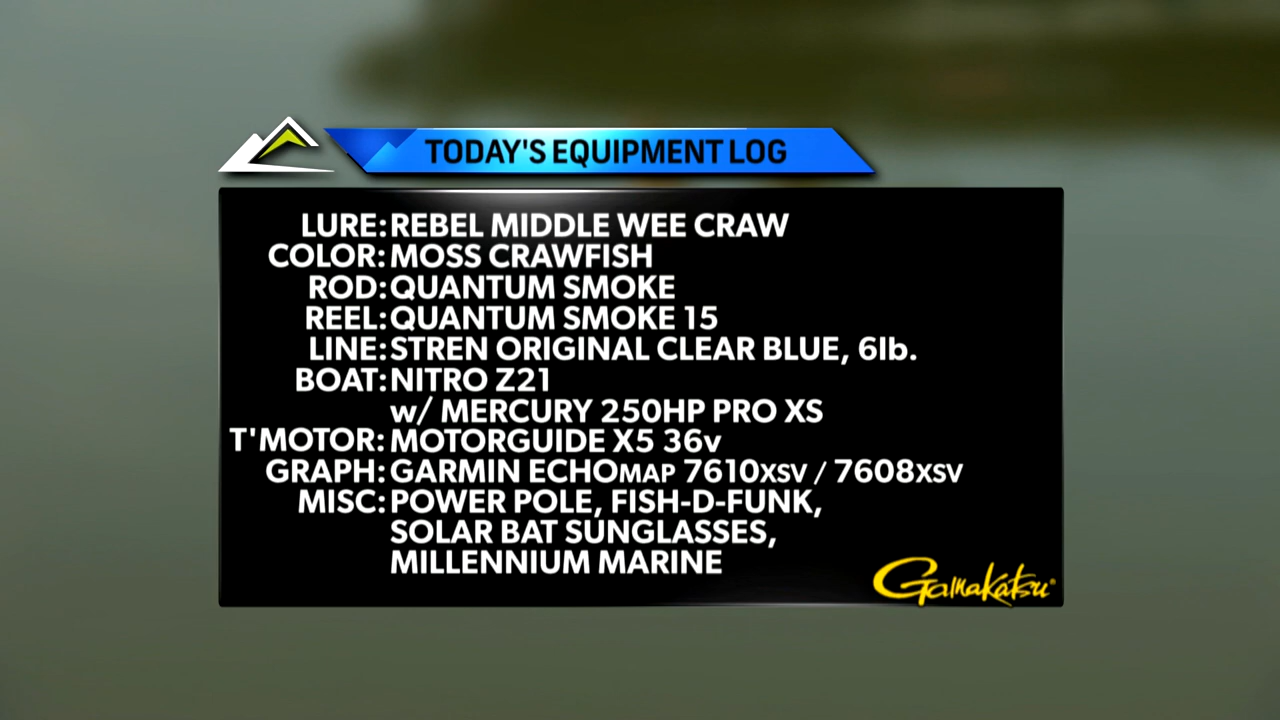 TODAY'S EQUIPMENT LOG
LURE: REBEL MIDDLE WEE CRAW
COLOR: MOSS CRAWFISH
ROD: QUANTUM SMOKE
REEL: QUANTUM SMOKE 15
LINE: STREN ORIGINAL CLEAR BLUE, 6lb.
BOAT: NITRO Z21
w/ MERCURY 250HP PRO XS
T'MOTOR: MOTORGUIDE X5 36v
GRAPH: GARMIN ECHOMAP 7610XSV / 7608XSV
MISC: POWER POLE, FISH-D-FUNK,
SOLAR BAT SUNGLASSES,
MILLENNIUM MARINE
Gamakatsu®